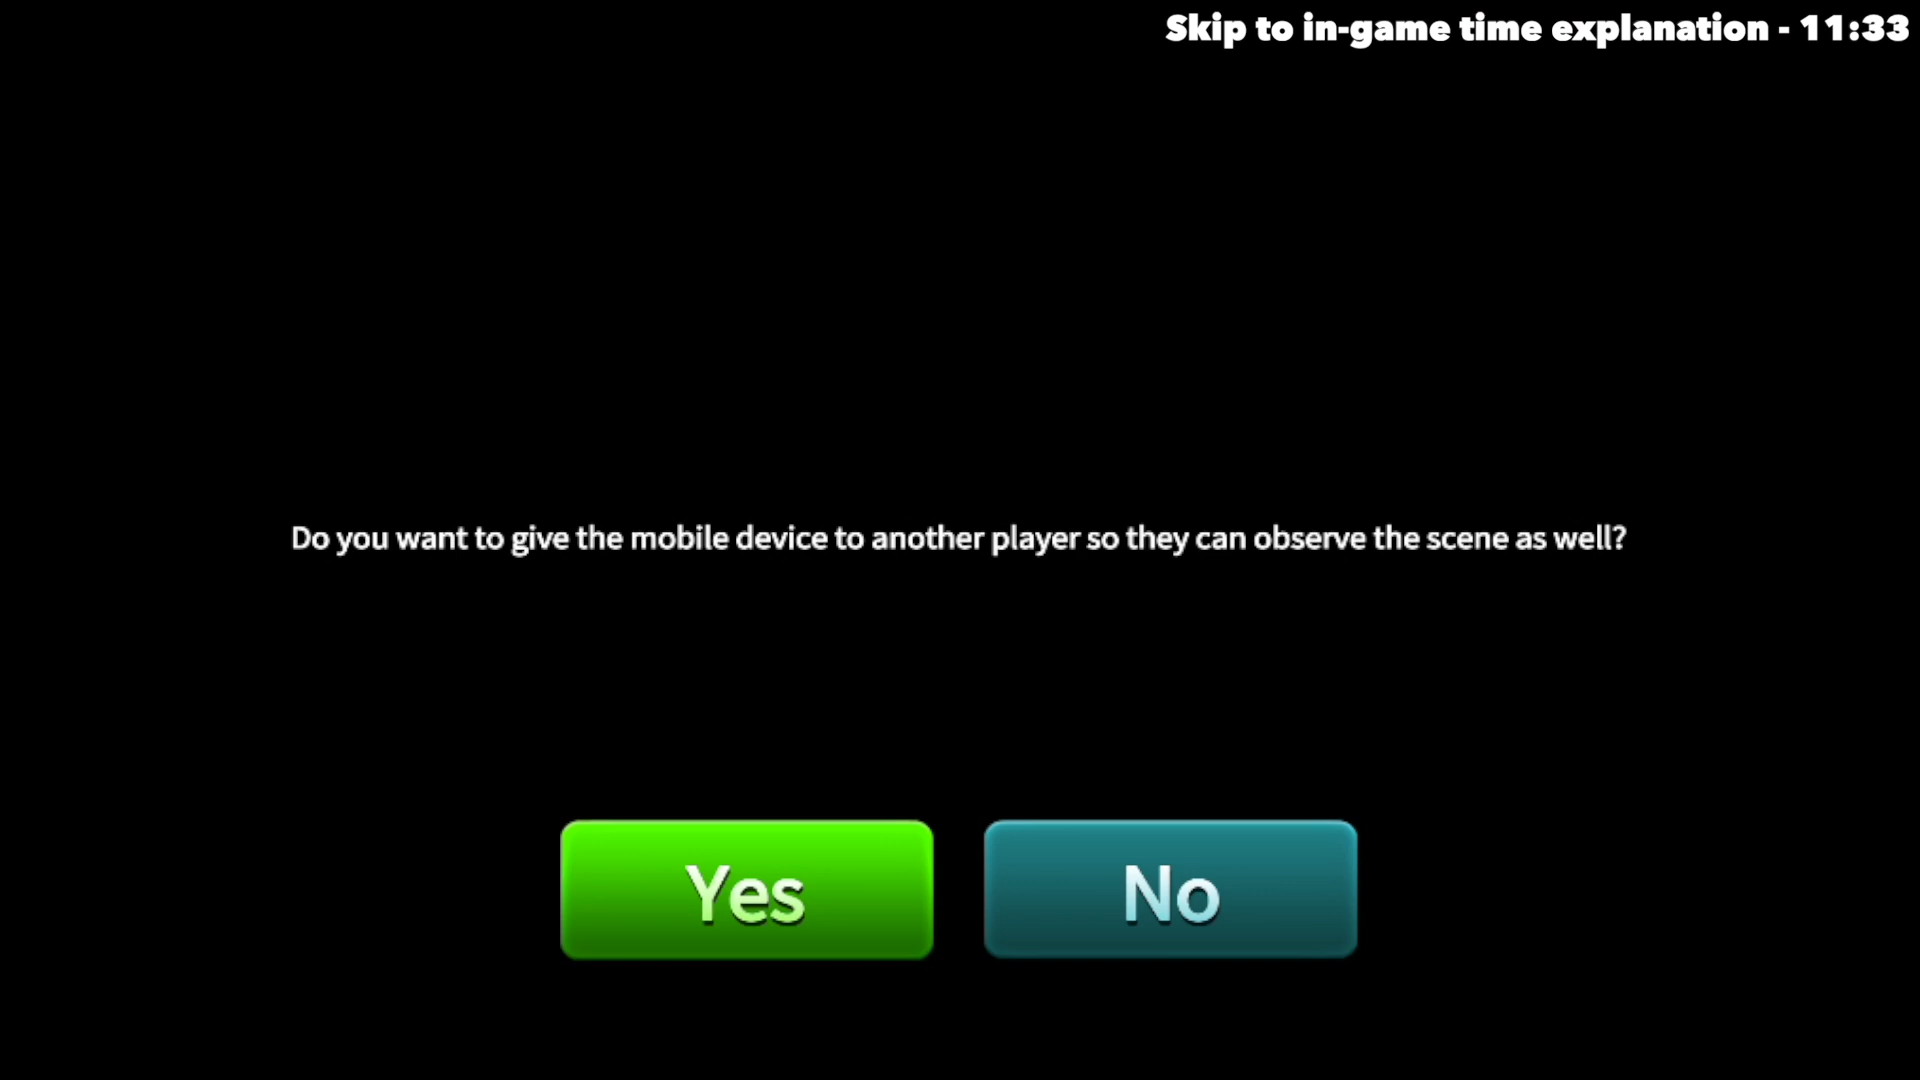 Skip to in-game time explanation - 11:33
Do you want to give the mobile device to another player so they can observe the scene as well?
Yes
No